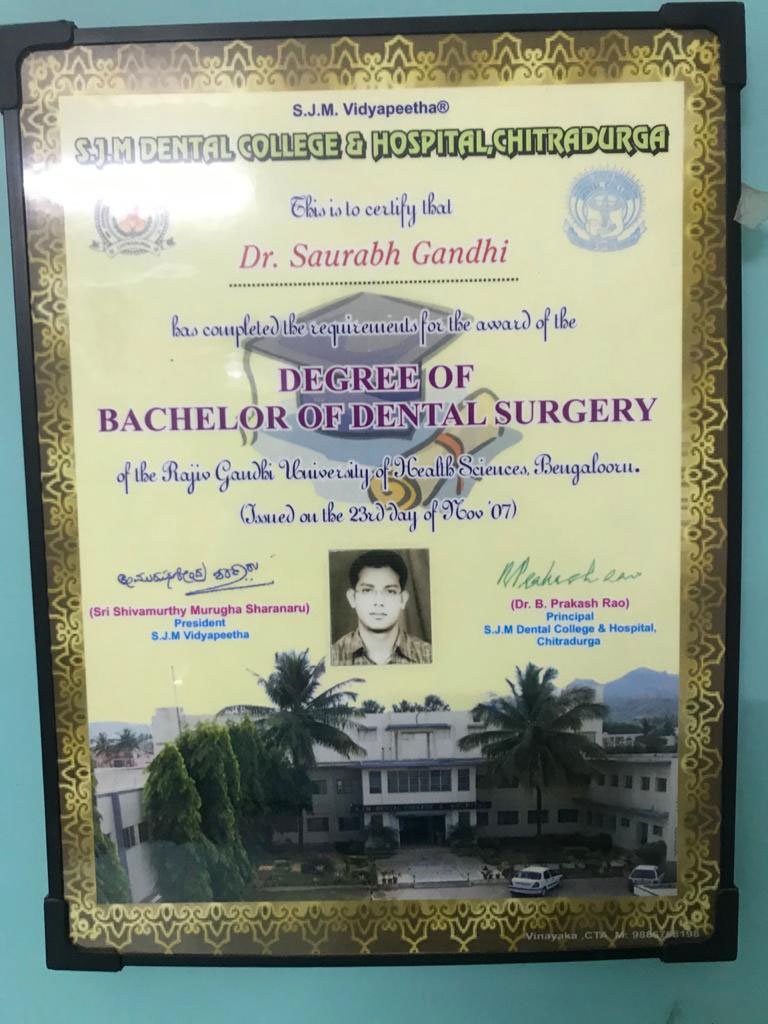 S.J.M. Vidyapeetha®
S.J.M DENTAL COLLEGE & HOSPITAL,CHITRADURGA
This is to certify that
Dr. Saurabh Gandhi
has completed the requirements for the award of the
DEGREE OF
BACHELOR OF DENTAL SURGERY
of the Rajiv Gandhi University of Health Sciences, Bengalooru.
(Issued on the 23rd day of Nov '07)
(Sri Shivamurthy Murugha Sharanaru)
President
S.J.M Vidyapeetha
(Dr. B. Prakash Rao)
Principal
S.J.M Dental College & Hospital,
Chitradurga
Vinayaka .CTA M: